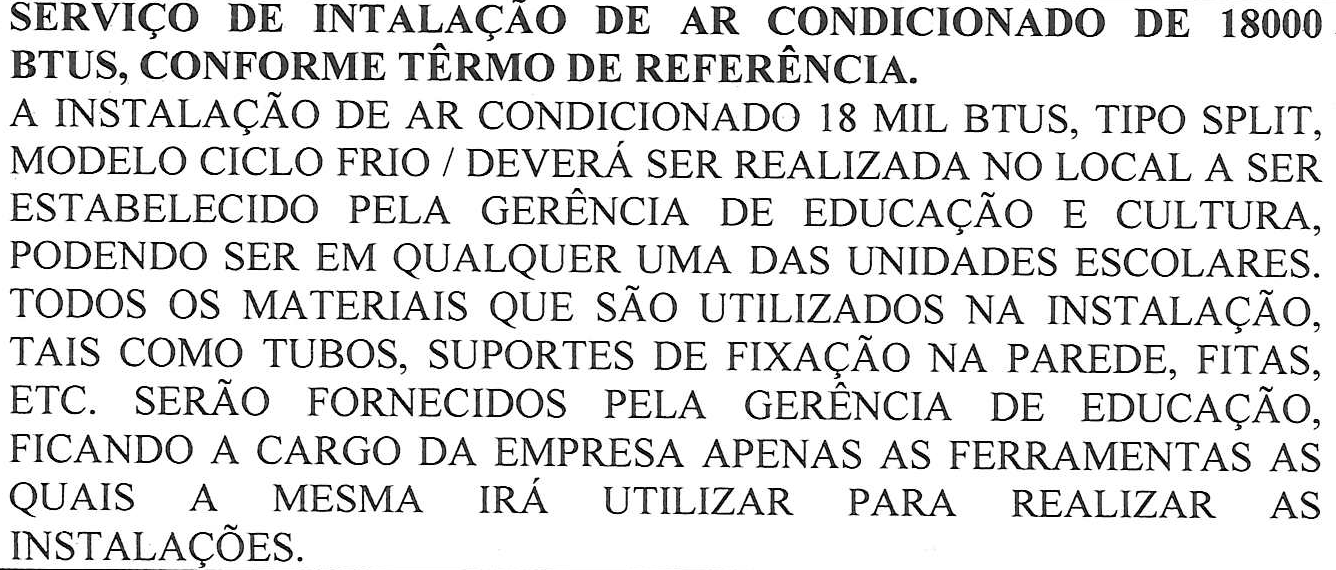 SERVIÇO DE INTALAÇÃO DE AR CONDICIONADO DE 18000
BTUS, CONFORME TÊRMO DE REFERÊNCIA.
A INSTALAÇÃO DE AR CONDICIONADO 18 MIL BTUS, TIPO SPLIT,
MODELO CICLO FRIO / DEVERÁ SER REALIZADA NO LOCAL A SER
ESTABELECIDO PELA GERÊNCIA DE EDUCAÇÃO E CULTURA,
PODENDO SER EM QUALQUER UMA DAS UNIDADES ESCOLARES.
TODOS OS MATERIAIS QUE SÃO UTILIZADOS NA INSTALAÇÃO,
TAIS COMO TUBOS, SUPORTES DE FIXAÇÃO NA PAREDE, FITAS,
ETC. SERÃO FORNECIDOS PELA GERÊNCIA DE EDUCAÇÃO,
FICANDO A CARGO DA EMPRESA APENAS AS FERRAMENTAS AS
QUAIS A MESMA IRÁ UTILIZAR PARA REALIZAR AS
INSTALAÇÕES.